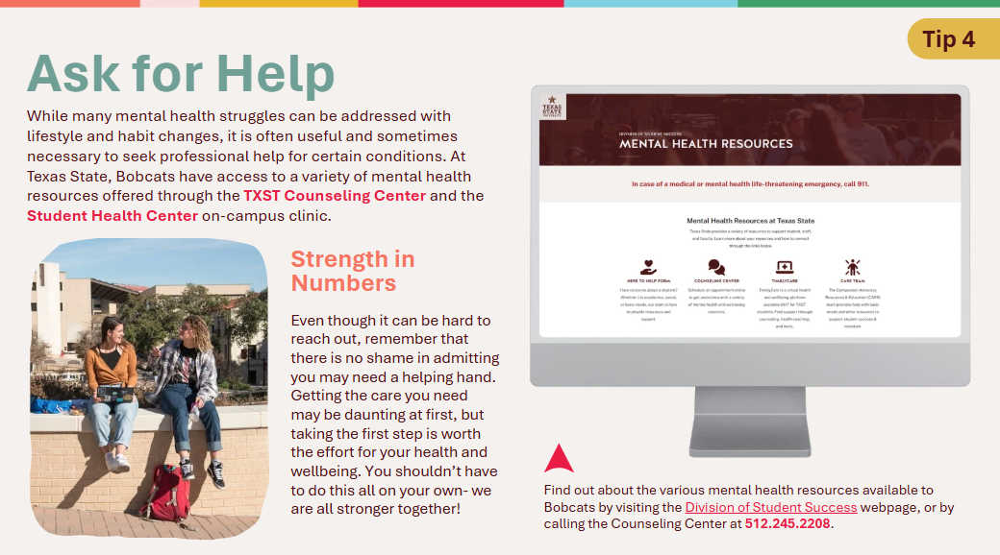 Tip 4
Ask for Help
While many mental health struggles can be addressed with
lifestyle and habit changes, it is often useful and sometimes
necessary to seek professional help for certain conditions. At
Texas State, Bobcats have access to a variety of mental health
resources offered through the TXST Counseling Center and the
Student Health Center on-campus clinic.
Strength in
Numbers
Even though it can be hard to
reach out, remember that
there is no shame in admitting
you may need a helping hand.
Getting the care you need
may be daunting at first, but
taking the first step is worth
the effort for your health and
wellbeing. You shouldn't have
to do this all on your own- we
are all stronger together!
TEXAS
STATE
UNIVERSITY
DIVISION OF STUDENT SUCCESS
MENTAL HEALTH RESOURCES
In case of a medical or mental health life-threatening emergency, call 911.
Mental Health Resources at Texas State
Texas State provides a variety of resources to support student, staff,
and faculty. Learn more about your resources and how to connect
through the links below.
HERE TO HELP FORM
Have concerns about a student?
Whether it is academics, social,
or basic needs, our team is here
to provide resources and
support.
COUNSELING CENTER
Schedule an appointment online
to get assistance with a variety
of mental health and well-being
concerns.
TIMELYCARE
TimelyCare is a virtual health
and wellbeing platform
available 24/7 for TXST
students. Find support through
counseling, health coaching,
and more.
CARE TEAM
The Compassion Advocacy
Resources & Education (CARE)
team provides help with basic
needs and other resources to
support student success &
retention.
Find out about the various mental health resources available to
Bobcats by visiting the Division of Student Success webpage, or by
calling the Counseling Center at 512.245.2208.